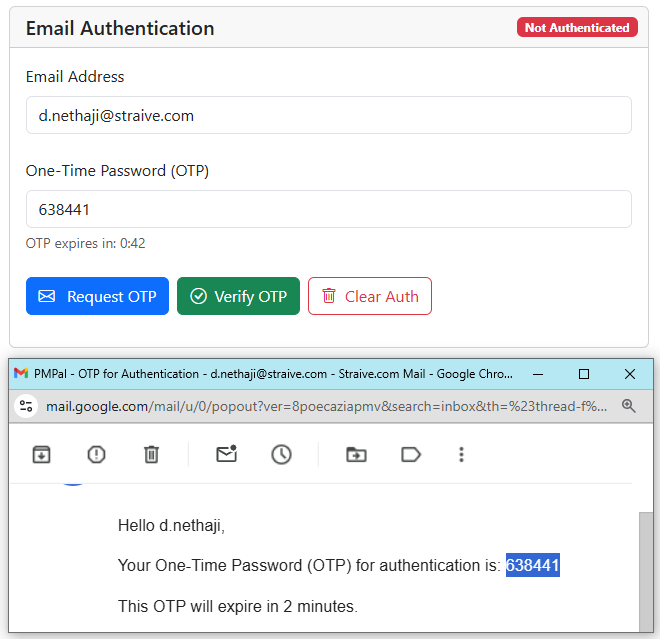 Email Authentication
Not Authenticated
Email Address
d.nethaji@straive.com
One-Time Password (OTP)
638441
OTP expires in: 0:42
Request OTP
Verify OTP
Clear Auth
PMPal - OTP for Authentication - d.nethaji@straive.com - Straive.com Mail - Google Chro...
mail.google.com/mail/u/0/popout?ver=8poecaziapmv&search=inbox&th=%23thread-f%...
Hello d.nethaji,
Your One-Time Password (OTP) for authentication is: 638441
This OTP will expire in 2 minutes.